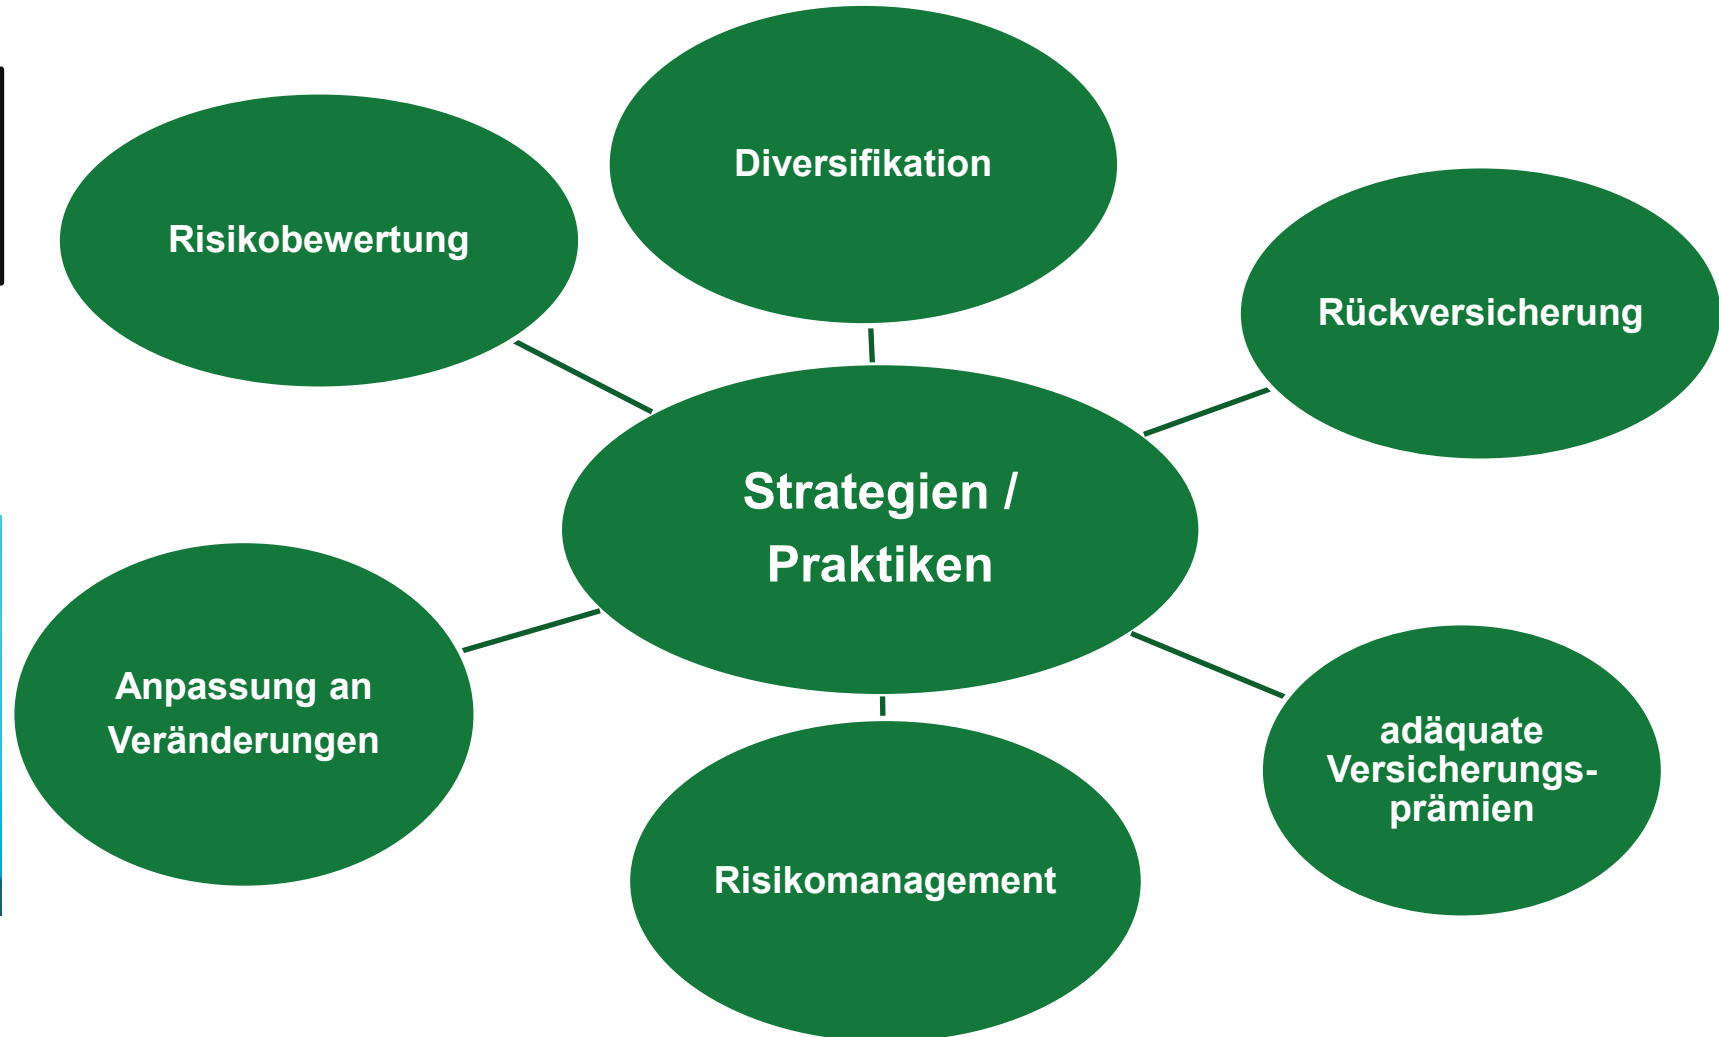 Diversifikation
Risikobewertung
Rückversicherung
Strategien /
Praktiken
Anpassung an
Veränderungen
adäquate
Versicherungs-
prämien
Risikomanagement